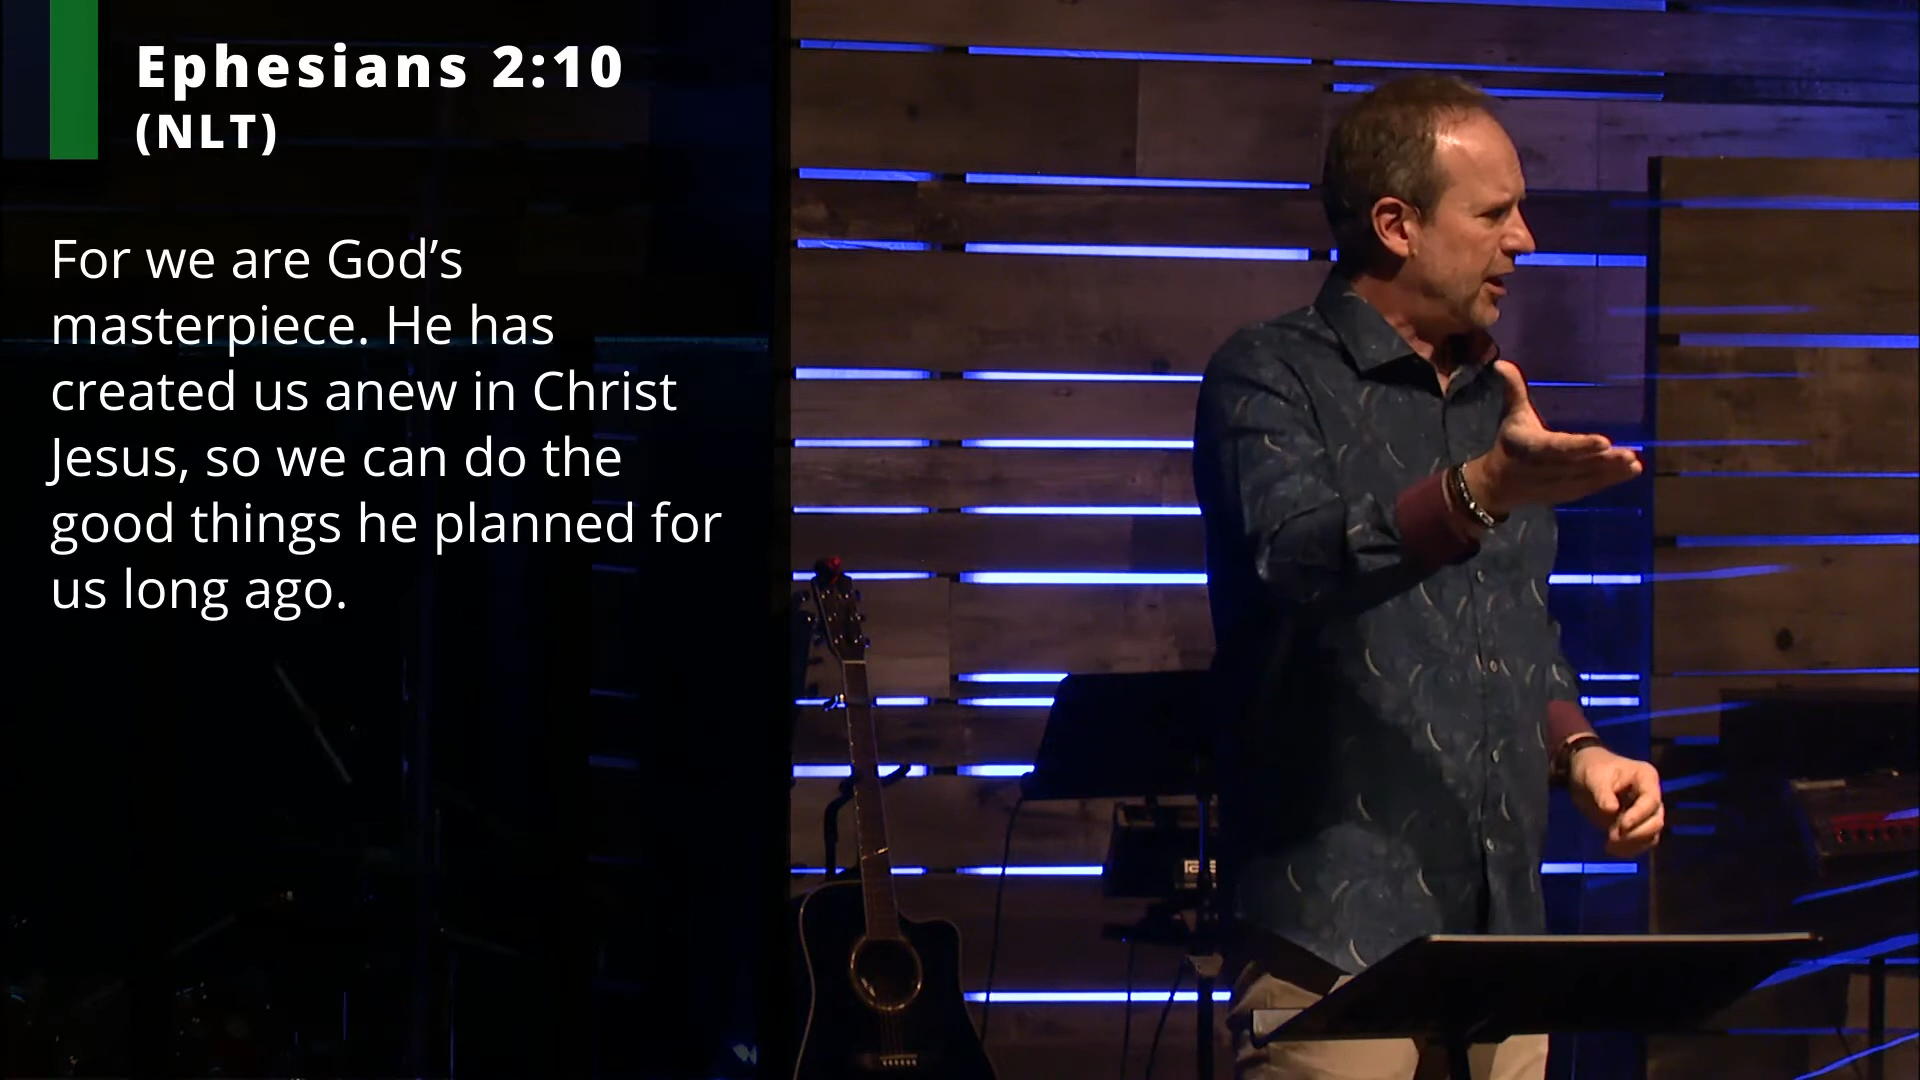 Ephesians 2:10
(NLT)
For we are God’s
masterpiece. He has
created us anew in Christ
Jesus, so we can do the
good things he planned for
us long ago.